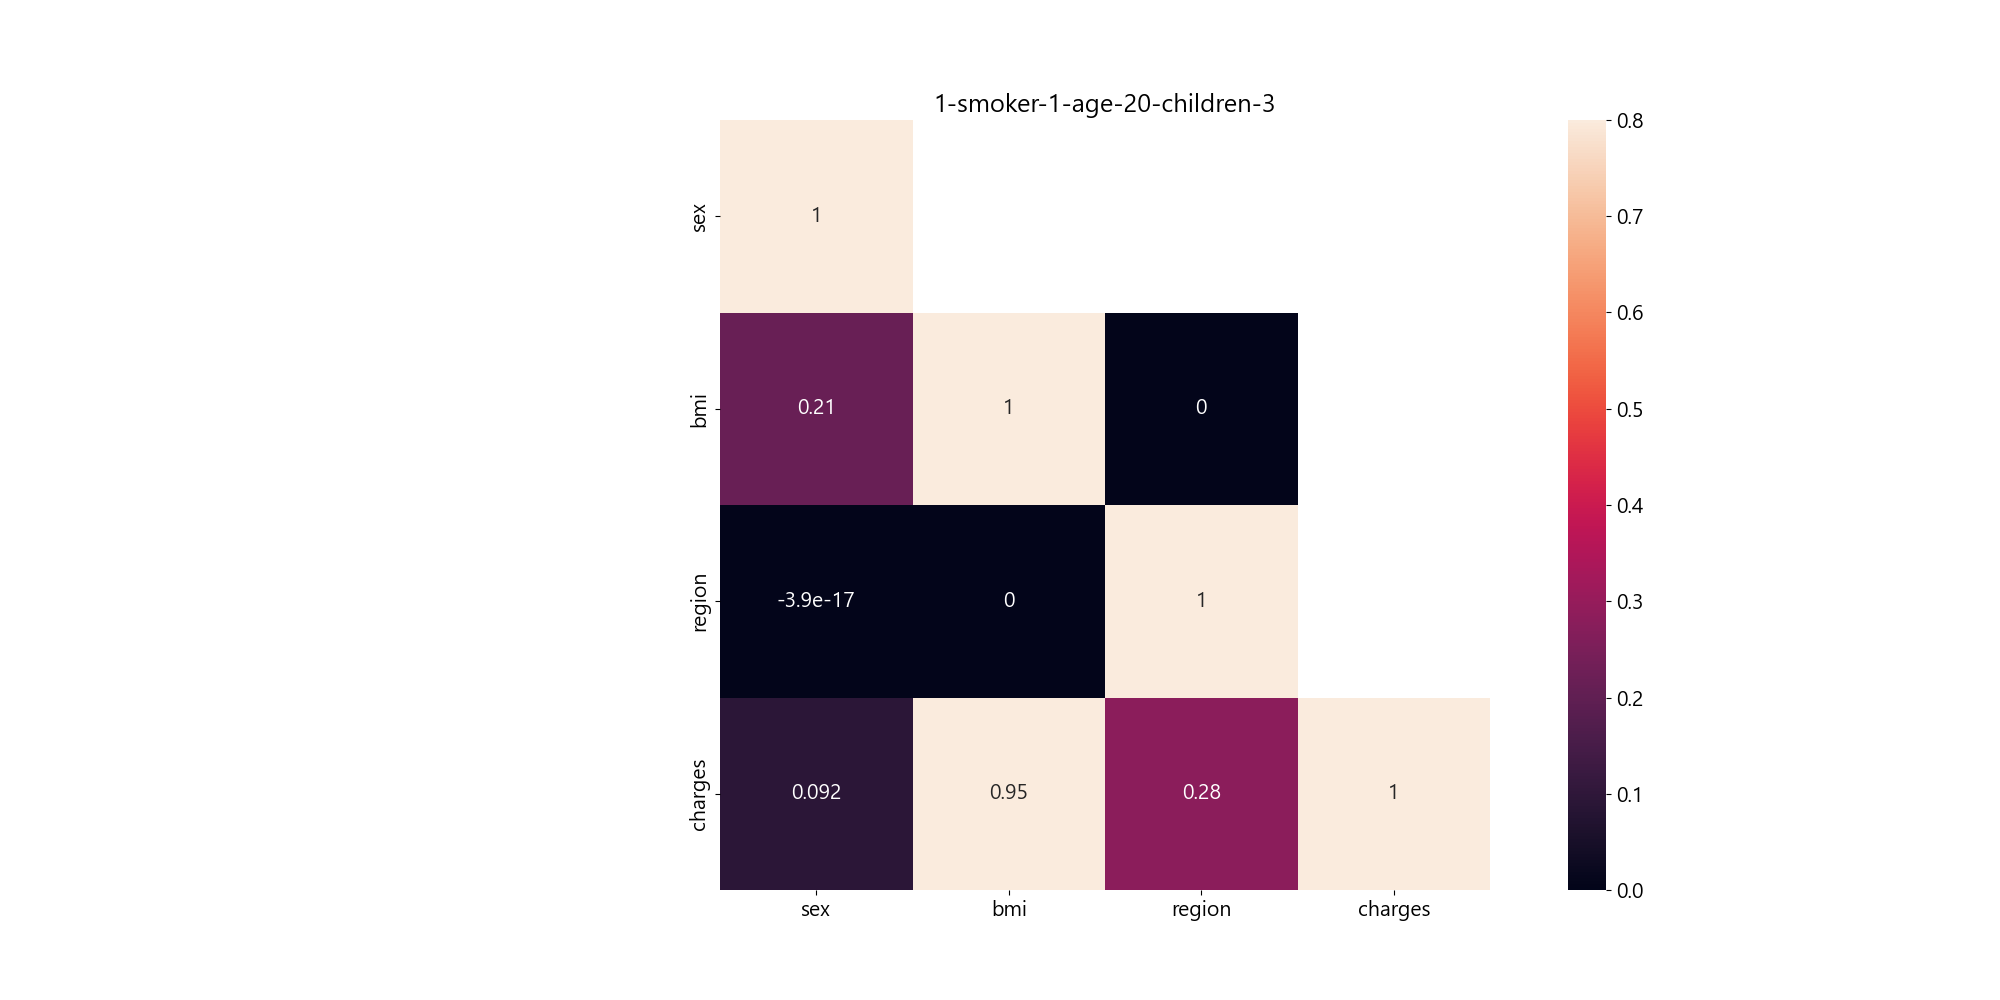 1-smoker-1-age-20-children-3
sex
1
bmi
0.21 1 0
region
-3.9e-17 0 1
charges
0.092 0.95 0.28 1
sex bmi region charges
0.8
0.7
0.6
0.5
0.4
0.3
0.2
0.1
0.0